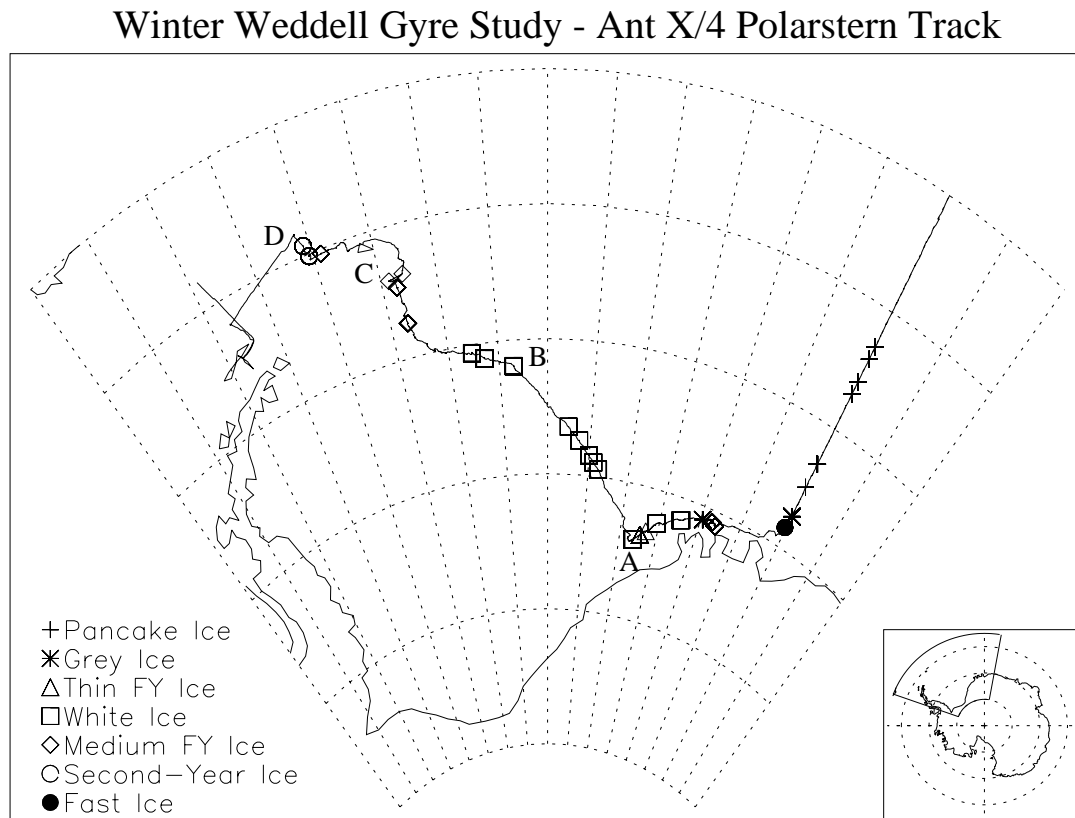 Winter Weddell Gyre Study - Ant X/4 Polarstern Track
D
C
B
A
Pancake Ice
Grey Ice
Thin FY Ice
White Ice
Medium FY Ice
Second-Year Ice
Fast Ice